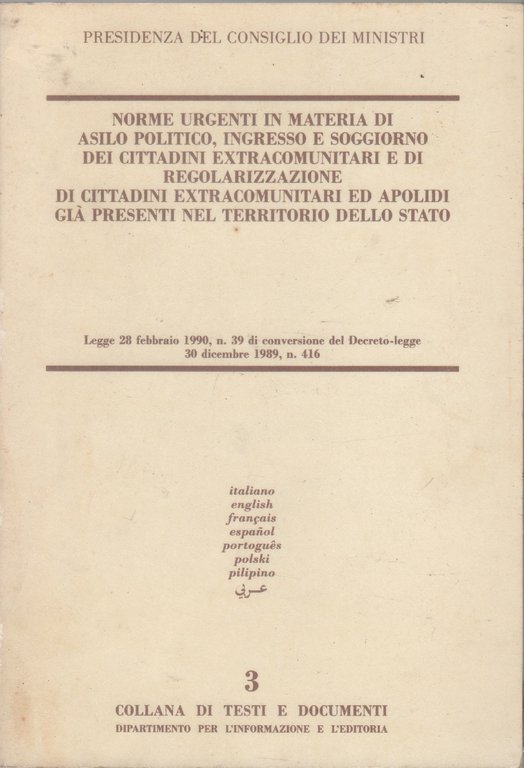 PRESIDENZA DEL CONSIGLIO DEI MINISTRI
NORME URGENTI IN MATERIA DI
ASILO POLITICO, INGRESSO E SOGGIORNO
DEI CITTADINI EXTRACOMUNITARI E DI
REGOLARIZZAZIONE
DI CITTADINI EXTRACOMUNITARI ED APOLIDI
GIÀ PRESENTI NEL TERRITORIO DELLO STATO
Legge 28 febbraio 1990, n. 39 di conversione del Decreto-legge
30 dicembre 1989, n. 416
italiano
english
français
español
português
polski
pilipino
عربي
3
COLLANA DI TESTI E DOCUMENTI
DIPARTIMENTO PER L'INFORMAZIONE E L'EDITORIA